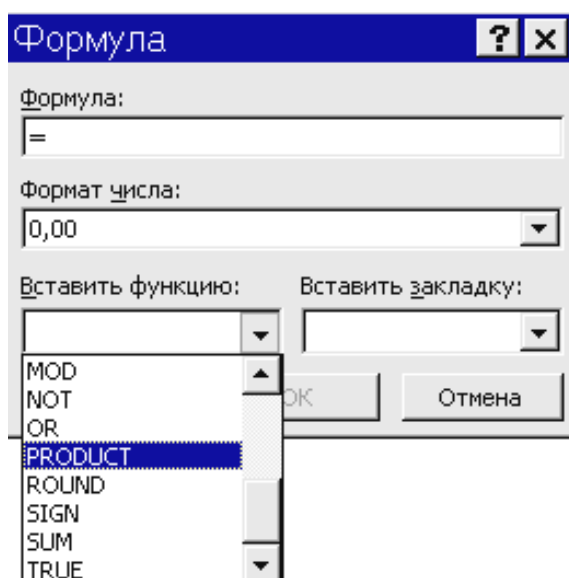 Формула
Формула:
=
Формат числа:
0,00
Вставить функцию: Вставить закладку:
MOD
NOT
OR
PRODUCT
ROUND
SIGN
SUM
TRUE
ОК Отмена